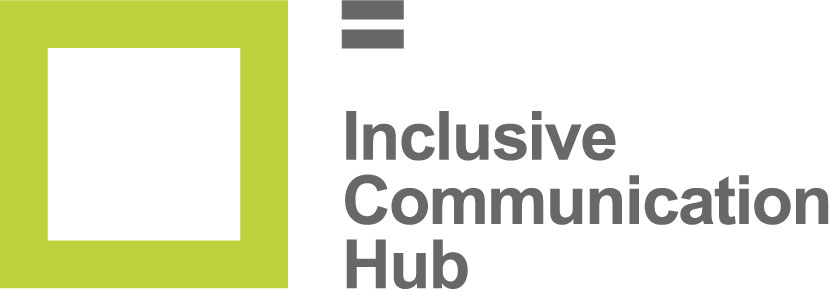 =
Inclusive
Communication
Hub